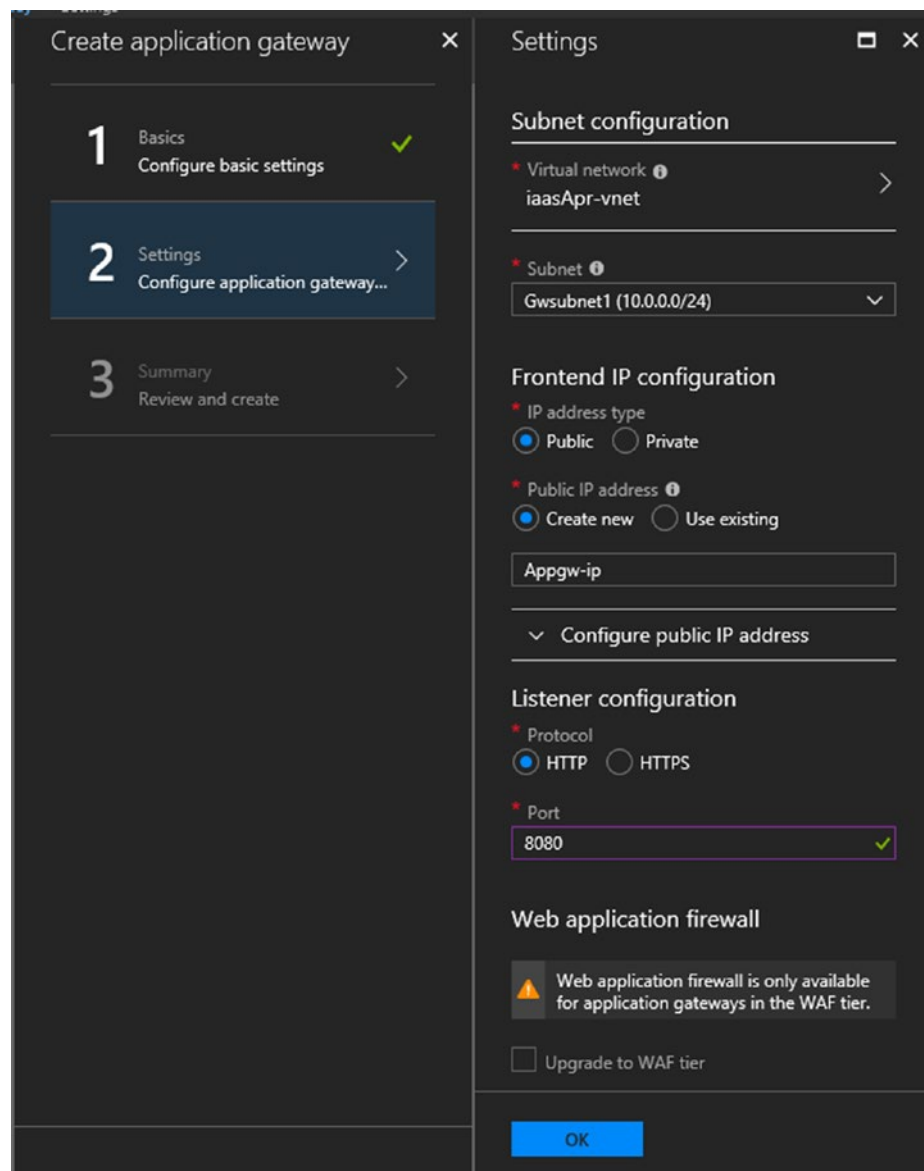 Create application gateway
1
Basics
Configure basic settings
2
Settings
Configure application gateway...
3
Summary
Review and create
Settings
Subnet configuration
* Virtual network
iaasApr-vnet
* Subnet
Gwsubnet1 (10.0.0.0/24)
Frontend IP configuration
* IP address type
Public Private
* Public IP address
Create new Use existing
Appgw-ip
Configure public IP address
Listener configuration
* Protocol
HTTP HTTPS
* Port
8080
Web application firewall
Web application firewall is only available
for application gateways in the WAF tier.
Upgrade to WAF tier
OK